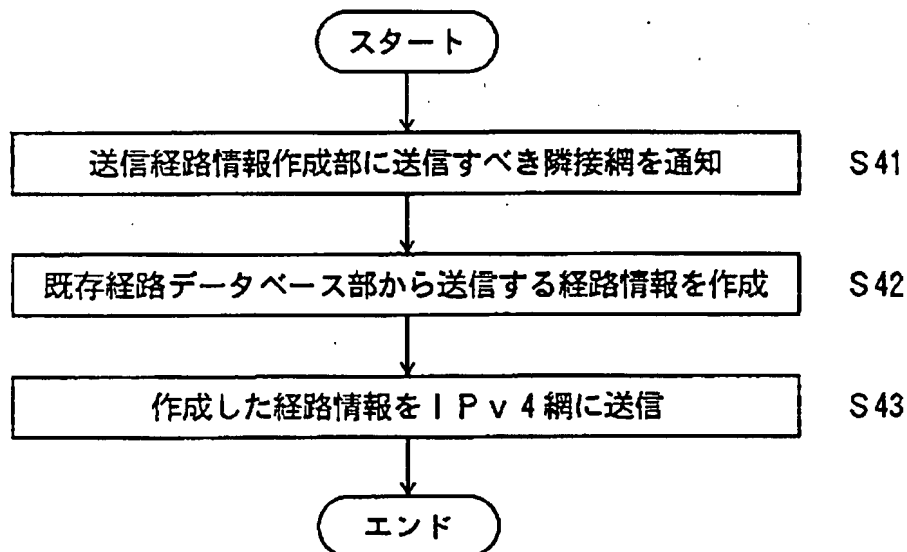 スタート
送信経路情報作成部に送信すべき隣接網を通知 S41
既存経路データベース部から送信する経路情報を作成 S42
作成した経路情報をIPv4網に送信 S43
エンド